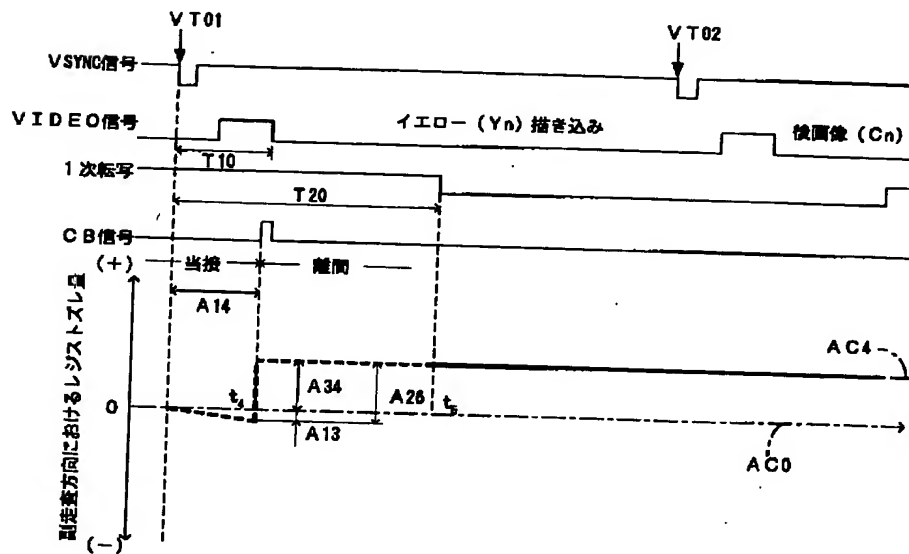 VT01
VT02
VSYNC信号
VIDEO信号
イエロー(Yn)描き込み
後画像(Cn)
T10
1次転写
T20
CB信号
(+)
当接
離間
A14
副走査方向におけるレジストズレ量
AC4
A34
A26
t4
t5
0
A13
AC0
(-)